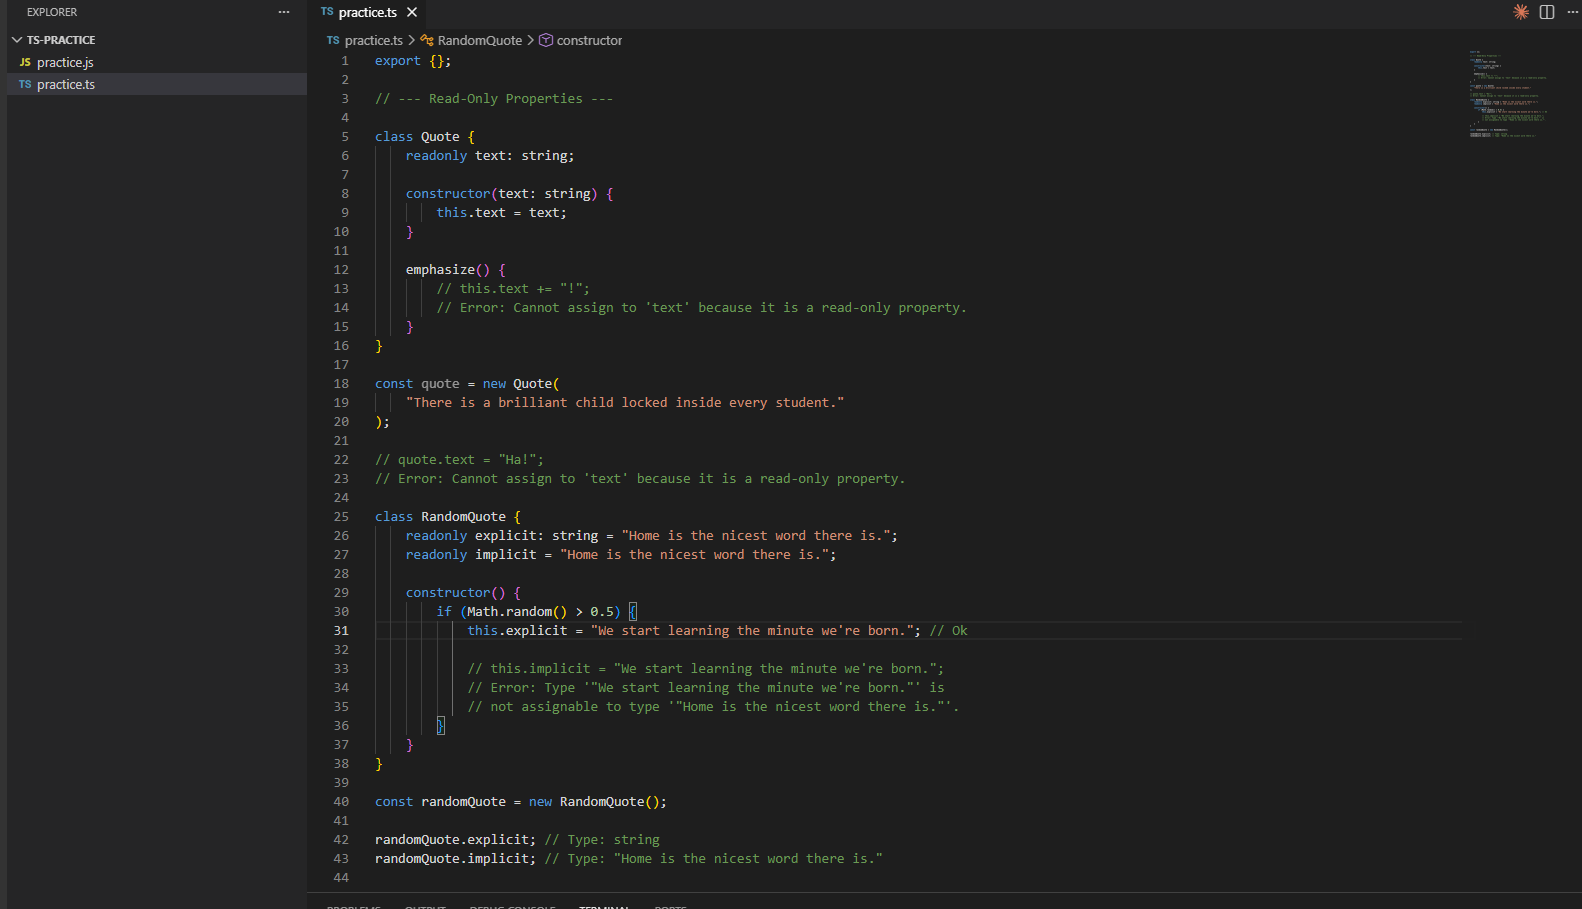 EXPLORER
TS-PRACTICE
JS practice.js
TS practice.ts
TS practice.ts
TS practice.ts > RandomQuote > constructor
1 export {};
2
3 // --- Read-Only Properties ---
4
5 class Quote {
6 readonly text: string;
7
8 constructor(text: string) {
9 this.text = text;
10 }
11
12 emphasize() {
13 // this.text += "!";
14 // Error: Cannot assign to 'text' because it is a read-only property.
15 }
16 }
17
18 const quote = new Quote(
19 "There is a brilliant child locked inside every student."
20 );
21
22 // quote.text = "Ha!";
23 // Error: Cannot assign to 'text' because it is a read-only property.
24
25 class RandomQuote {
26 readonly explicit: string = "Home is the nicest word there is.";
27 readonly implicit = "Home is the nicest word there is.";
28
29 constructor() {
30 if (Math.random() > 0.5) {
31 this.explicit = "We start learning the minute we're born."; // Ok
32
33 // this.implicit = "We start learning the minute we're born.";
34 // Error: Type '"We start learning the minute we're born."' is
35 // not assignable to type '"Home is the nicest word there is."'.
36 }
37 }
38 }
39
40 const randomQuote = new RandomQuote();
41
42 randomQuote.explicit; // Type: string
43 randomQuote.implicit; // Type: "Home is the nicest word there is."
44
PROBLEMS OUTPUT DEBUG CONSOLE TERMINAL PORTS